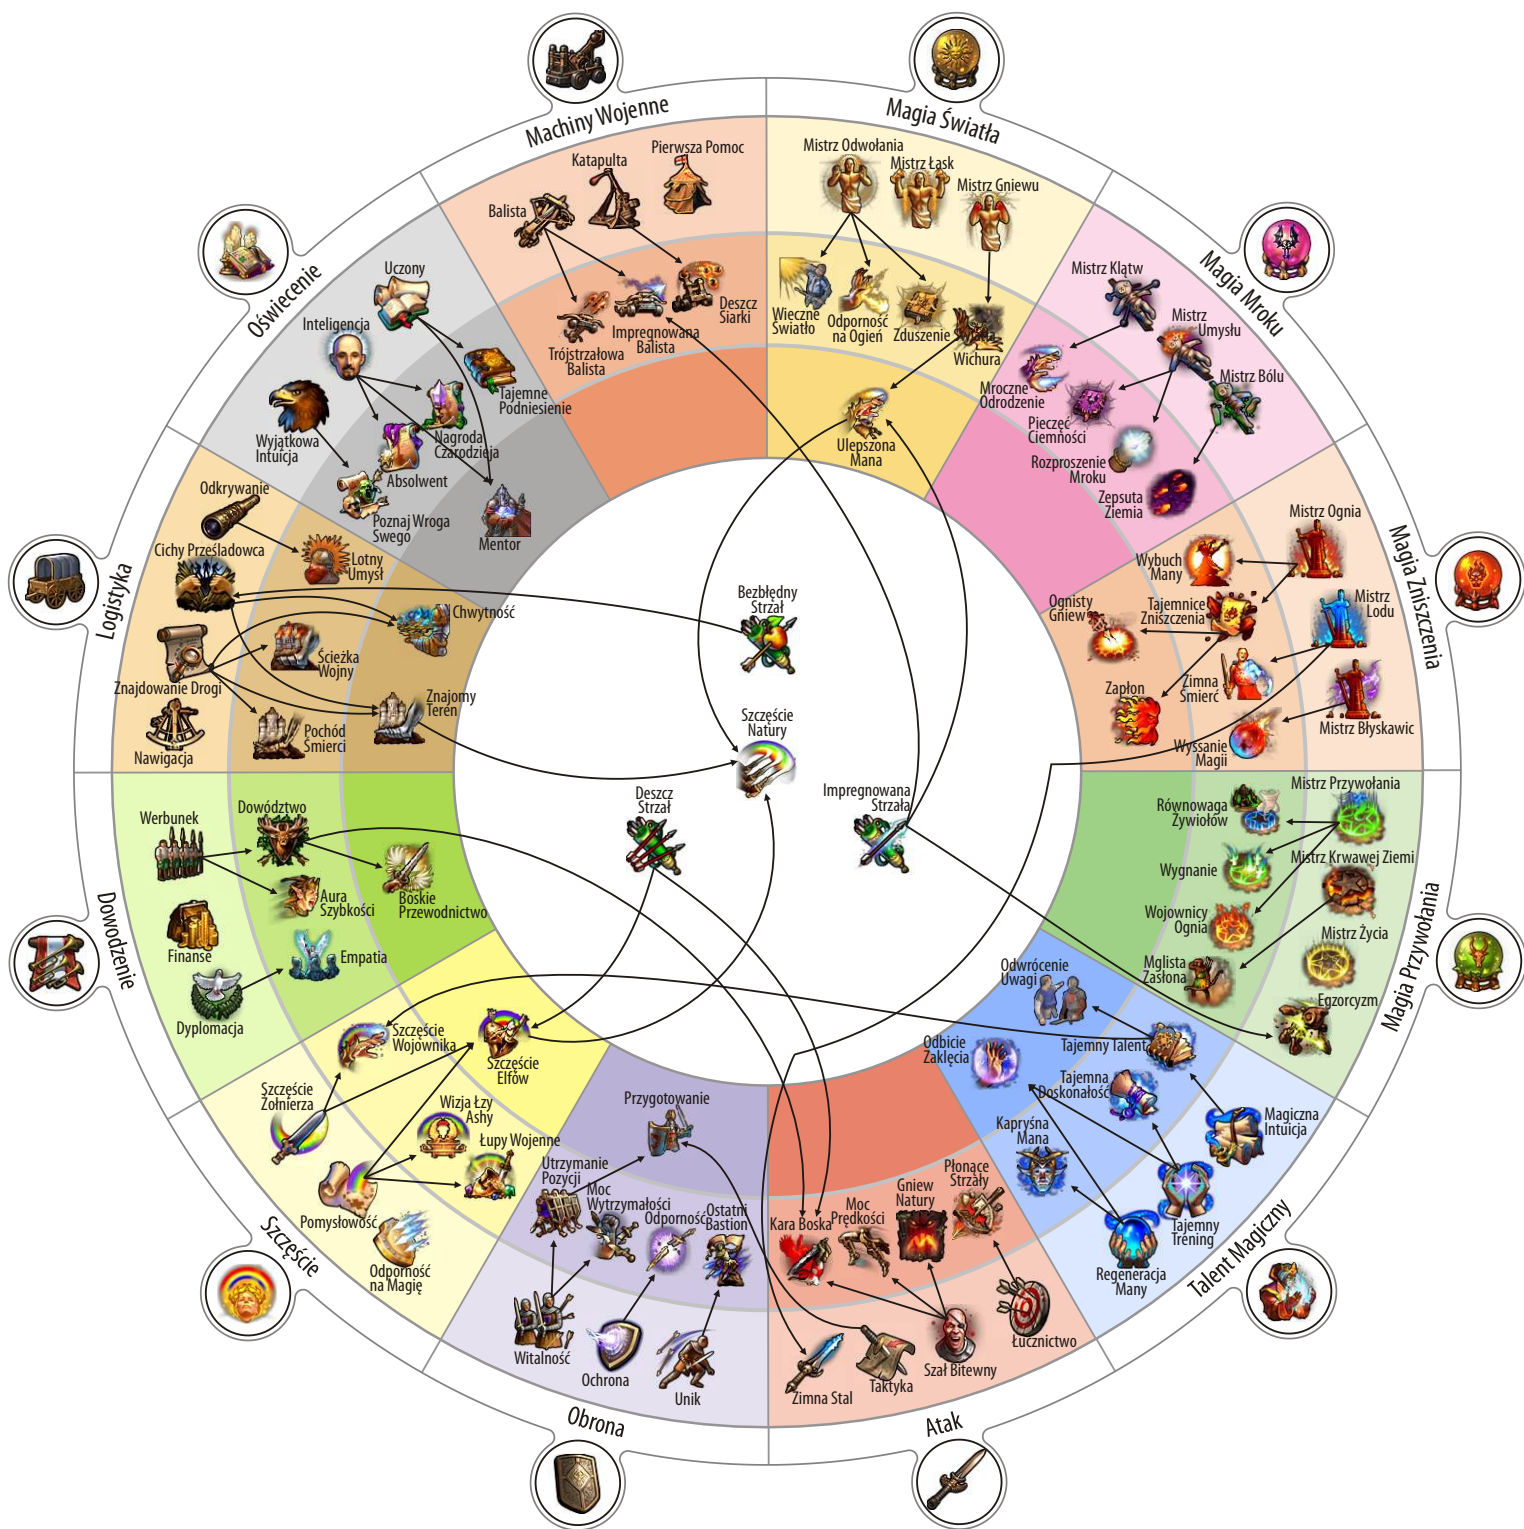 Machiny Wojenne
Katapulta
Pierwsza Pomoc
Balista
Trójstrzałowa
Balista
Impregnowana
Balista
Deszcz
Siarki
Magia Światła
Mistrz Odwołania
Mistrz Łask
Mistrz Gniewu
Wieczne
Światło
Odporność
na Ogień
Zduszenie
Wichura
Ulepszona
Mana
Magia Mroku
Mistrz Klątw
Mistrz
Umysłu
Mistrz Bólu
Mroczne
Odrodzenie
Pieczęć
Ciemności
Rozproszenie
Mroku
Zepsuta
Ziemia
Magia Zniszczenia
Mistrz Ognia
Wybuch
Many
Mistrz
Lodu
Ognisty
Gniew
Tajemnice
Zniszczenia
Zimna
Śmierć
Zapłon
Mistrz Błyskawic
Wyssanie
Magii
Magia Przywołania
Mistrz Przywołania
Równowaga
Żywiołów
Mistrz Krwawej Ziemi
Wygnanie
Wojownicy
Ognia
Mistrz Życia
Mglista
Zasłona
Egzorcyzm
Talent Magiczny
Odwrócenie
Uwagi
Odbicie
Zaklęcia
Tajemny Talent
Tajemna
Doskonałość
Magiczna
Intuicja
Kapryśna
Mana
Tajemny
Trening
Regeneracja
Many
Atak
Płonące
Strzały
Gniew
Natury
Moc
Prędkości
Kara Boska
Łucznictwo
Szał Bitewny
Taktyka
Zimna Stal
Obrona
Przygotowanie
Utrzymanie
Pozycji
Moc
Wytrzymałości
Odporność
Ostatni
Bastion
Witalność
Ochrona
Unik
Szczęście
Szczęście
Wojownika
Szczęście
Elfów
Szczęście
Żołnierza
Wizja Łzy
Ashy
Łupy Wojenne
Pomysłowość
Odporność
na Magię
Dowodzenie
Werbunek
Dowództwo
Aura
Szybkości
Boskie
Przewodnictwo
Finanse
Empatia
Dyplomacja
Logistyka
Odkrywanie
Cichy Prześladowca
Lotny
Umysł
Chwytność
Ścieżka
Wojny
Znajdowanie Drogi
Znajomy
Teren
Pochód
Śmierci
Nawigacja
Oświecenie
Uczony
Inteligencja
Tajemne
Podniesienie
Wyjątkowa
Intuicja
Nagroda
Czarodzieja
Absolwent
Poznaj Wroga
Swego
Mentor
Bezbłędny
Strzał
Szczęście
Natury
Deszcz
Strzał
Impregnowana
Strzała